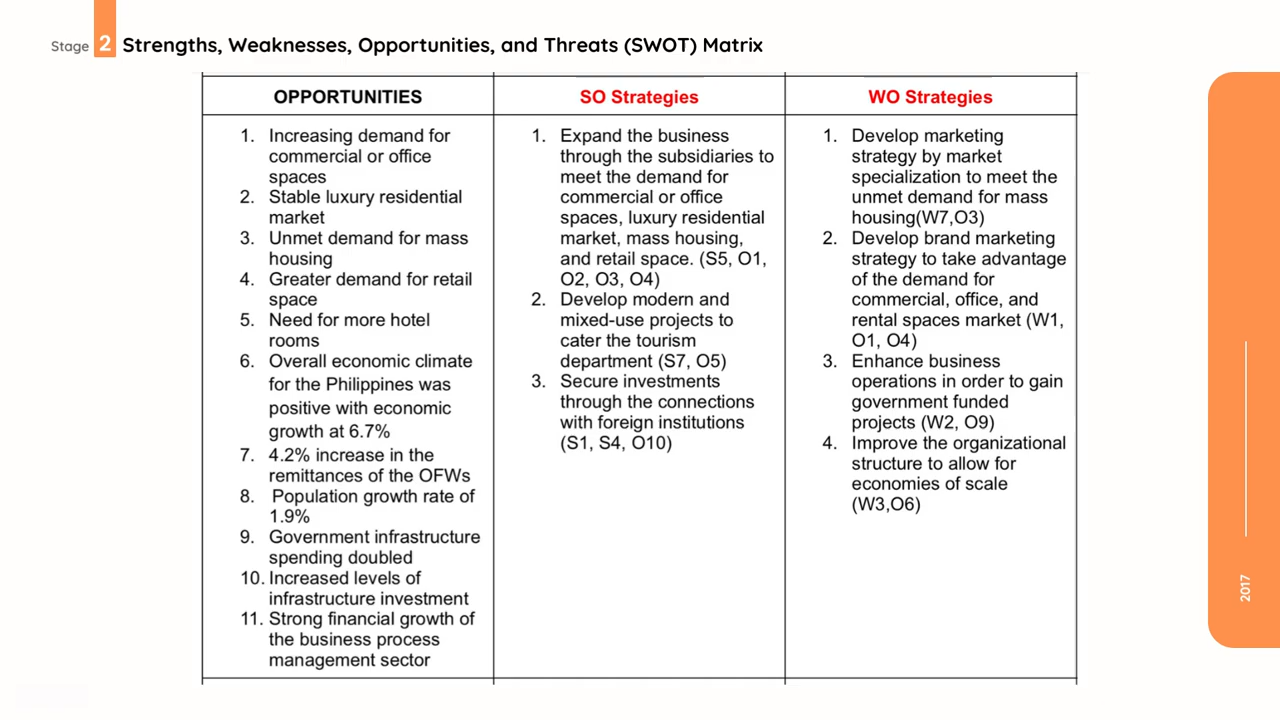 Stage 2 Strengths, Weaknesses, Opportunities, and Threats (SWOT) Matrix
OPPORTUNITIES
1. Increasing demand for
commercial or office
spaces
2. Stable luxury residential
market
3. Unmet demand for mass
housing
4. Greater demand for retail
space
5. Need for more hotel
rooms
6. Overall economic climate
for the Philippines was
positive with economic
growth at 6.7%
7. 4.2% increase in the
remittances of the OFWs
8. Population growth rate of
1.9%
9. Government infrastructure
spending doubled
10. Increased levels of
infrastructure investment
11. Strong financial growth of
the business process
management sector
SO Strategies
1. Expand the business
through the subsidiaries to
meet the demand for
commercial or office
spaces, luxury residential
market, mass housing,
and retail space. (S5, O1,
O2, O3, O4)
2. Develop modern and
mixed-use projects to
cater the tourism
department (S7, O5)
3. Secure investments
through the connections
with foreign institutions
(S1, S4, O10)
WO Strategies
1. Develop marketing
strategy by market
specialization to meet the
unmet demand for mass
housing(W7,O3)
2. Develop brand marketing
strategy to take advantage
of the demand for
commercial, office, and
rental spaces market (W1,
O1, O4)
3. Enhance business
operations in order to gain
government funded
projects (W2, O9)
4. Improve the organizational
structure to allow for
economies of scale
(W3,O6)
2017